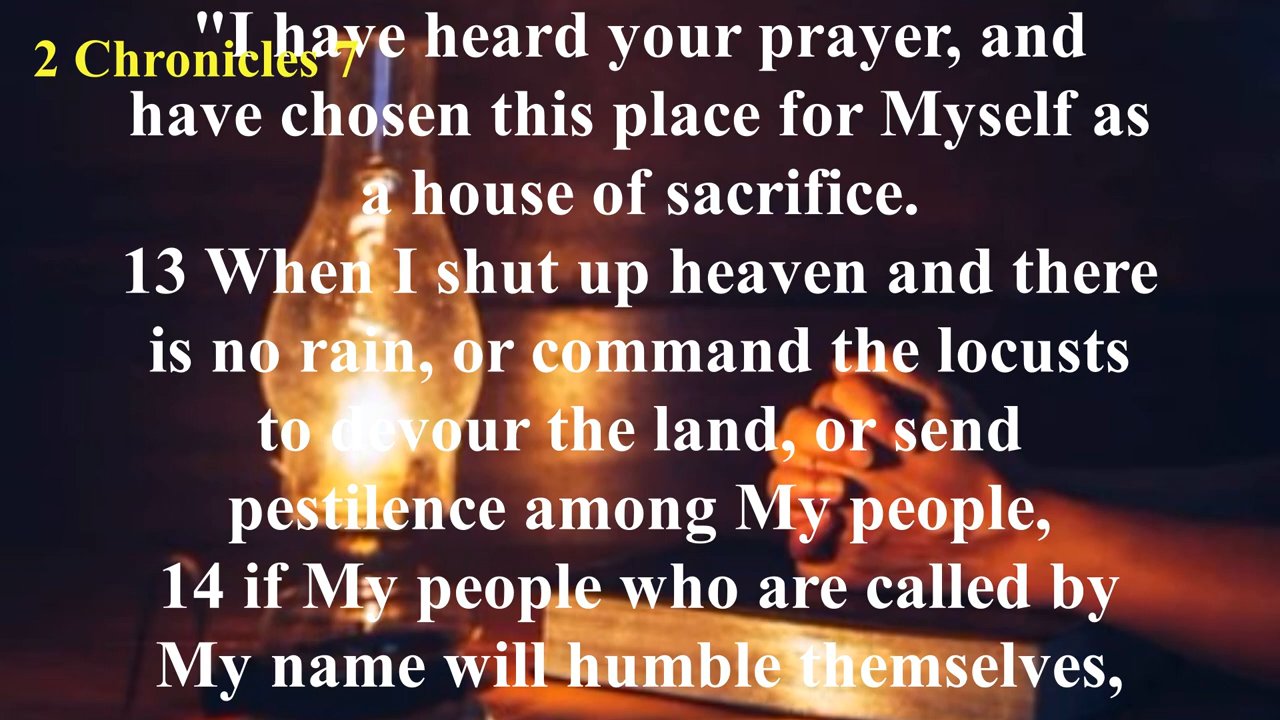 2 Chronicles 7
"I have heard your prayer, and
have chosen this place for Myself as
a house of sacrifice.
13 When I shut up heaven and there
is no rain, or command the locusts
to devour the land, or send
pestilence among My people,
14 if My people who are called by
My name will humble themselves,